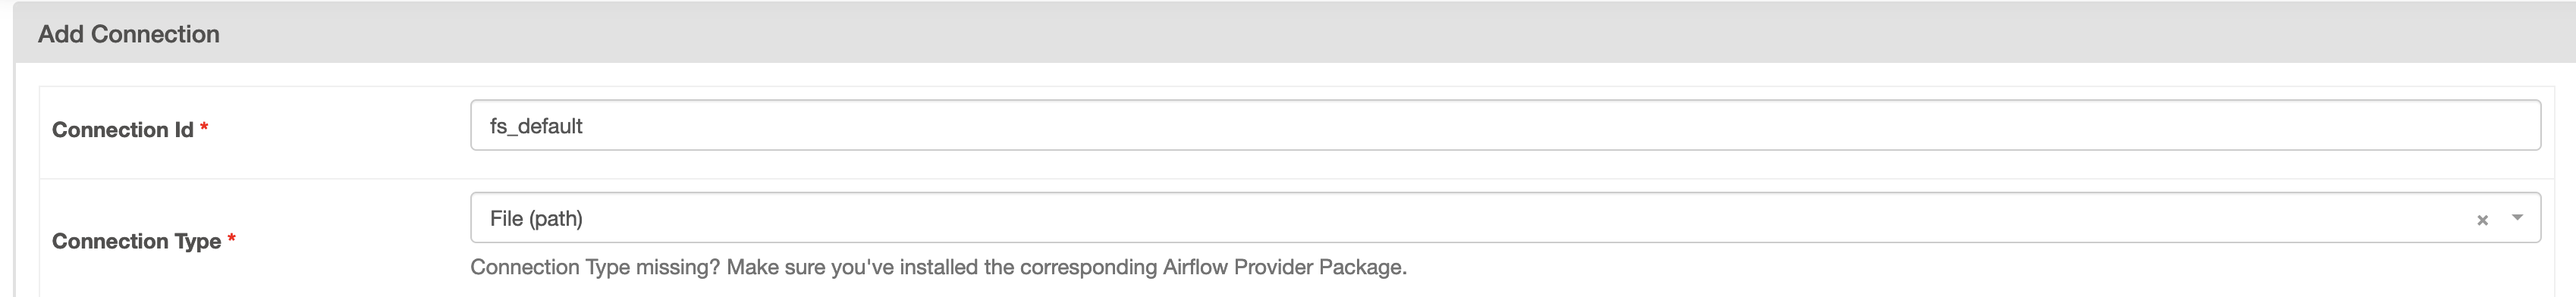 Add Connection
Connection Id *
fs_default
Connection Type *
File (path)
Connection Type missing? Make sure you've installed the corresponding Airflow Provider Package.